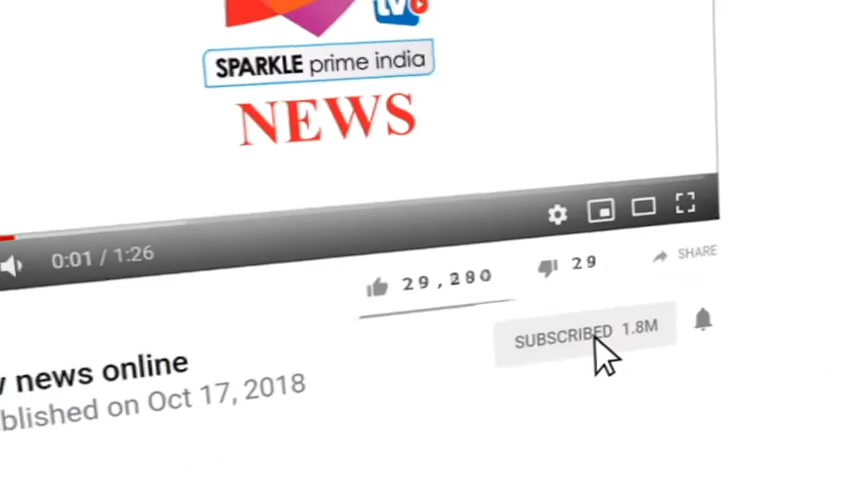 tv
SPARKLE prime india
NEWS
0:01 / 1:26
29,280
29
SHARE
SUBSCRIBED 1.8M
news online
blished on Oct 17, 2018